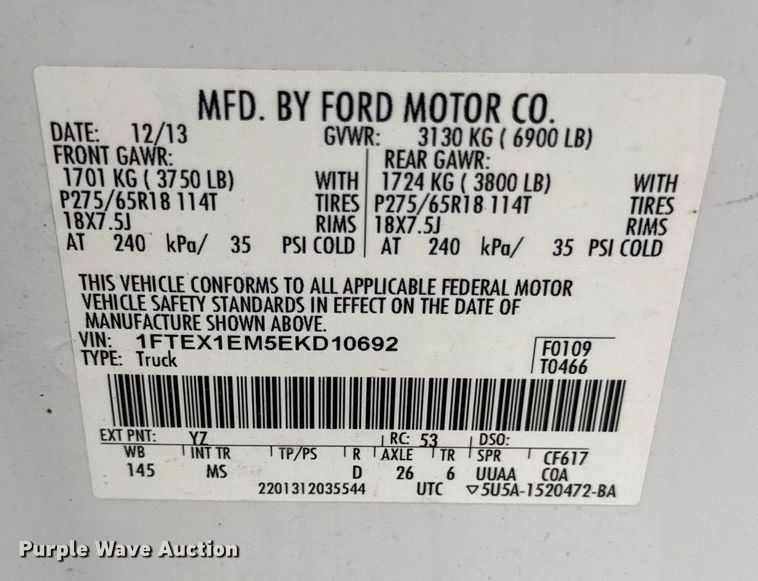 MFD. BY FORD MOTOR CO.
DATE: 12/13 GVWR: 3130 KG ( 6900 LB)
FRONT GAWR: REAR GAWR:
1701 KG ( 3750 LB) WITH 1724 KG ( 3800 LB) WITH
P275/65R18 114T TIRES P275/65R18 114T TIRES
18X7.5J RIMS 18X7.5J RIMS
AT 240 kPa/ 35 PSI COLD AT 240 kPa/ 35 PSI COLD
THIS VEHICLE CONFORMS TO ALL APPLICABLE FEDERAL MOTOR
VEHICLE SAFETY STANDARDS IN EFFECT ON THE DATE OF
MANUFACTURE SHOWN ABOVE.
VIN: 1FTEX1EM5EKD10692 F0109
TYPE: Truck T0466
EXT PNT: YZ RC: 53 DSO:
WB INT TR TP/PS R AXLE TR SPR CF617
145 MS D 26 6 UUAA COA
2201312035544 UTC ▽5U5A-1520472-BA
Purple Wave Auction